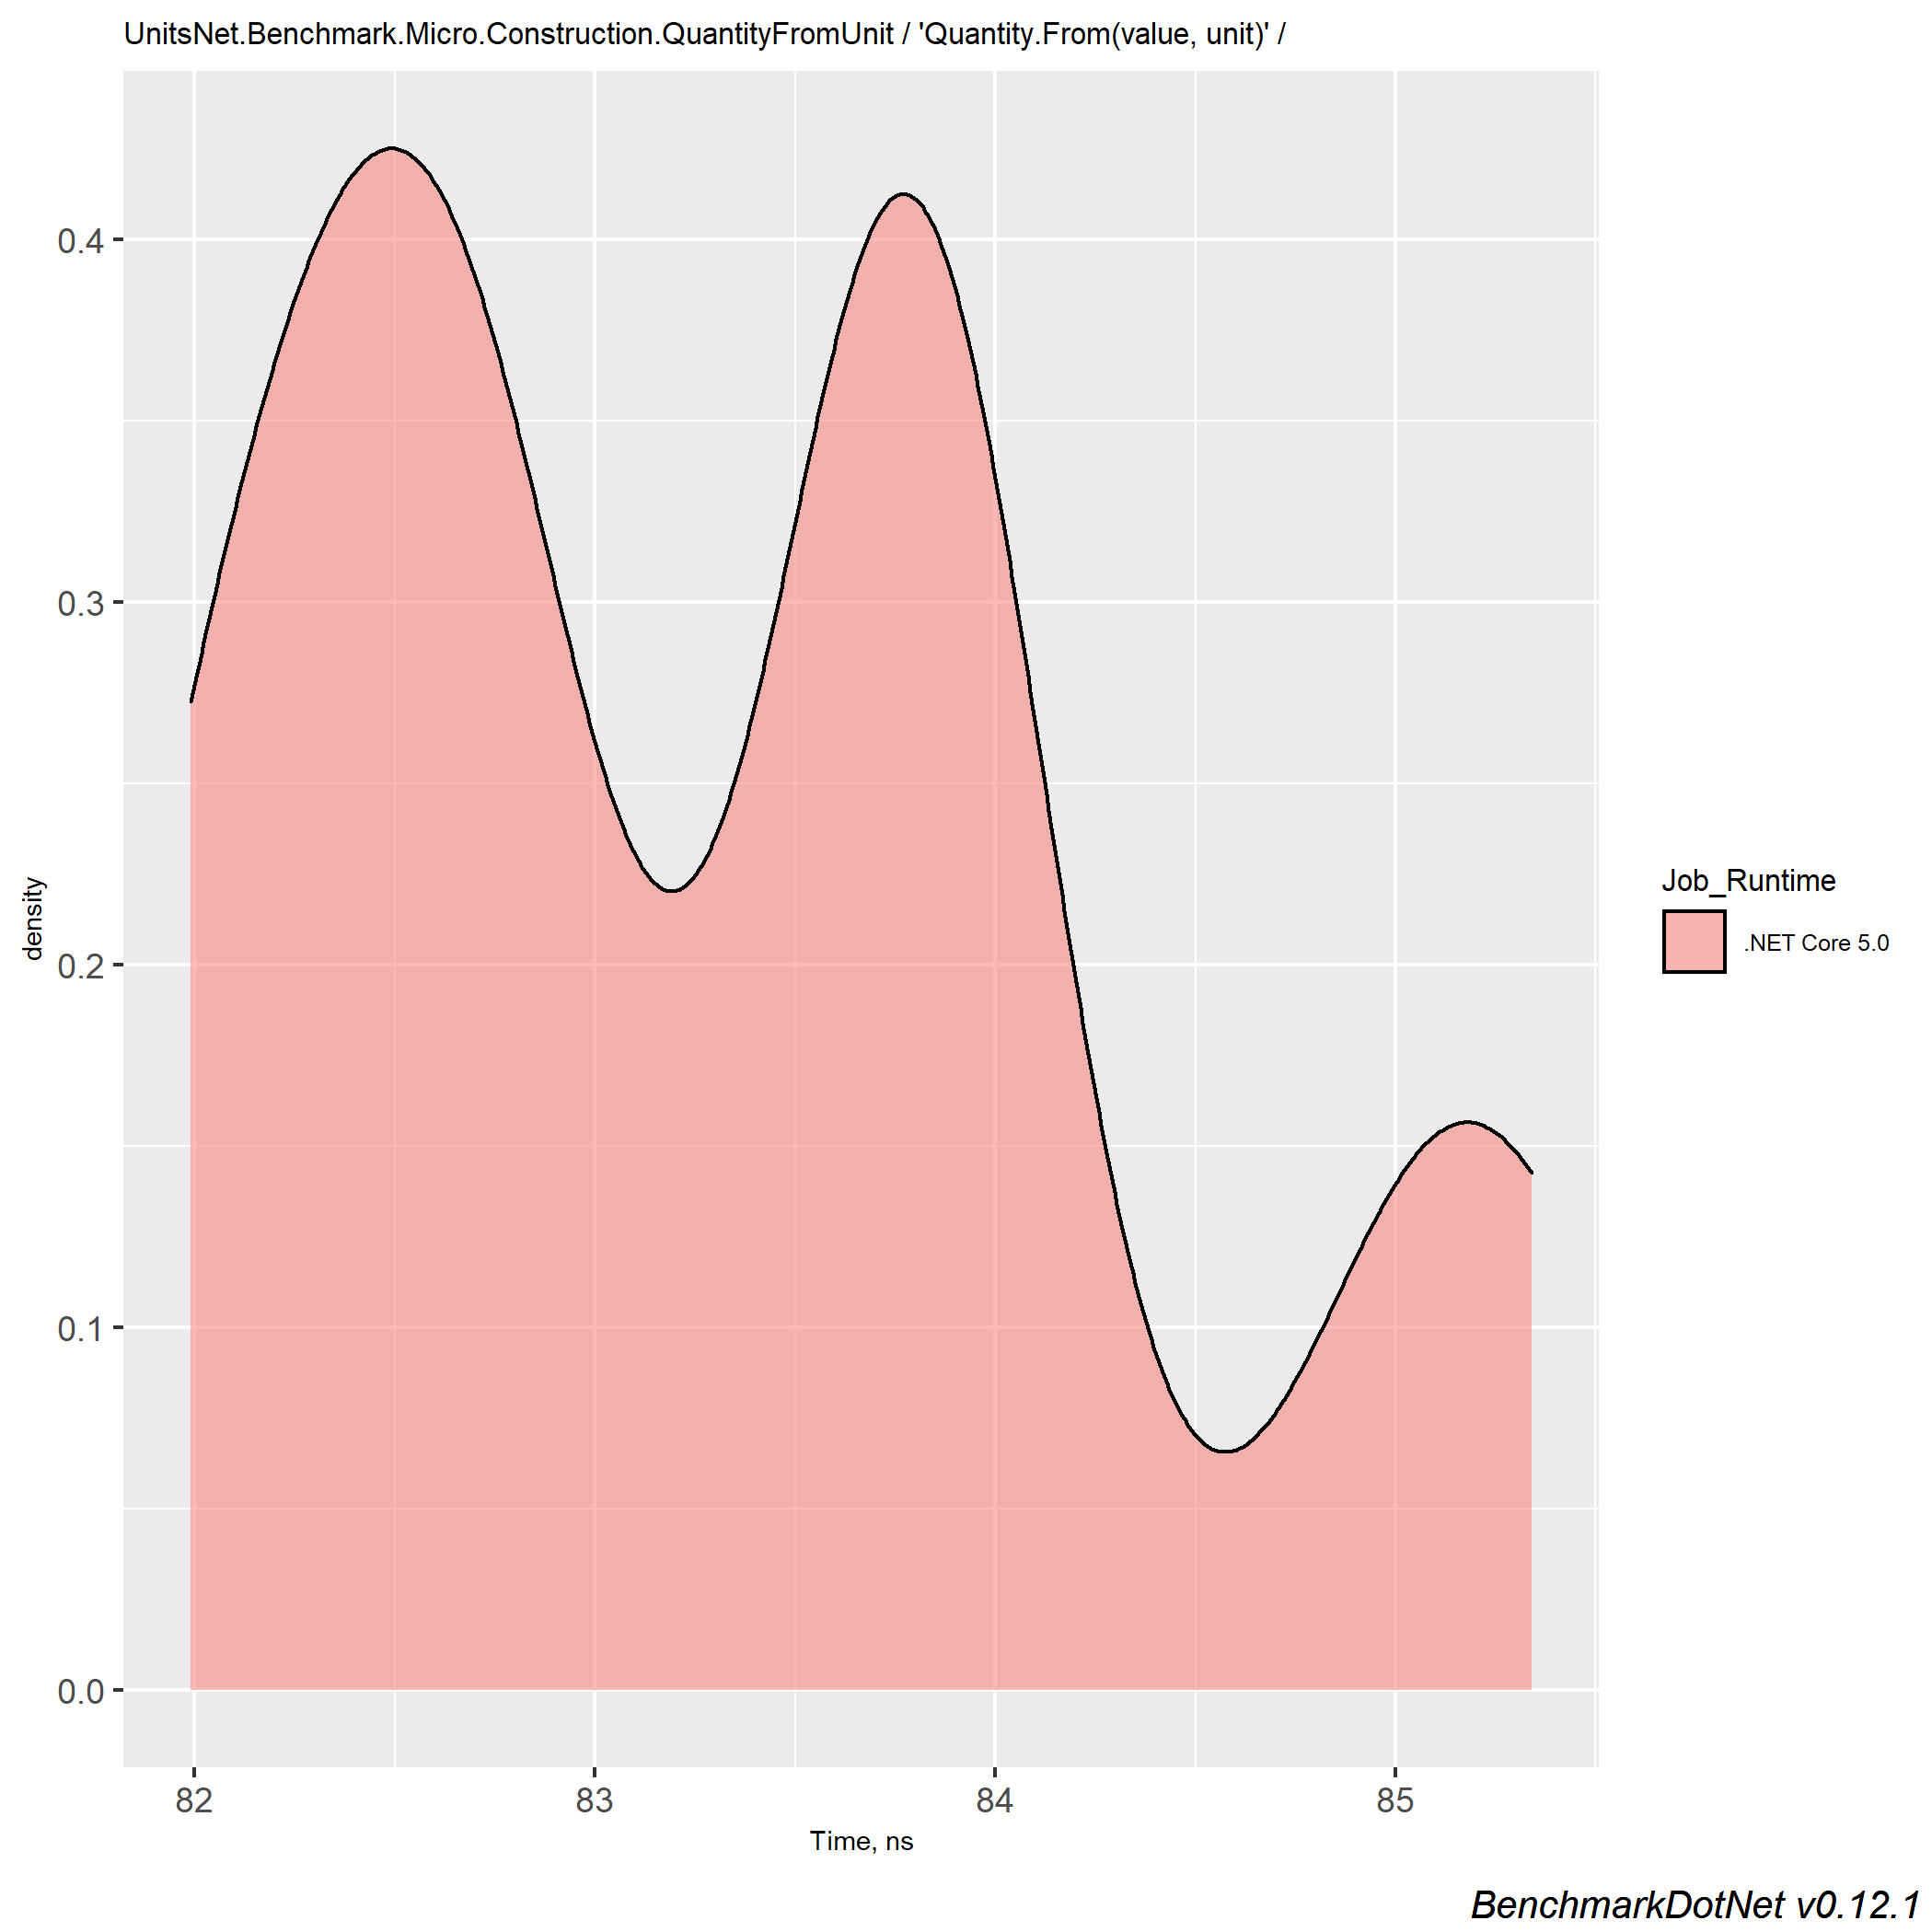 UnitsNet.Benchmark.Micro.Construction.QuantityFromUnit / 'Quantity.From(value, unit)' /
0.4
0.3
0.2
0.1
0.0
density
82 83 84 85
Time, ns
Job_Runtime
.NET Core 5.0
BenchmarkDotNet v0.12.1